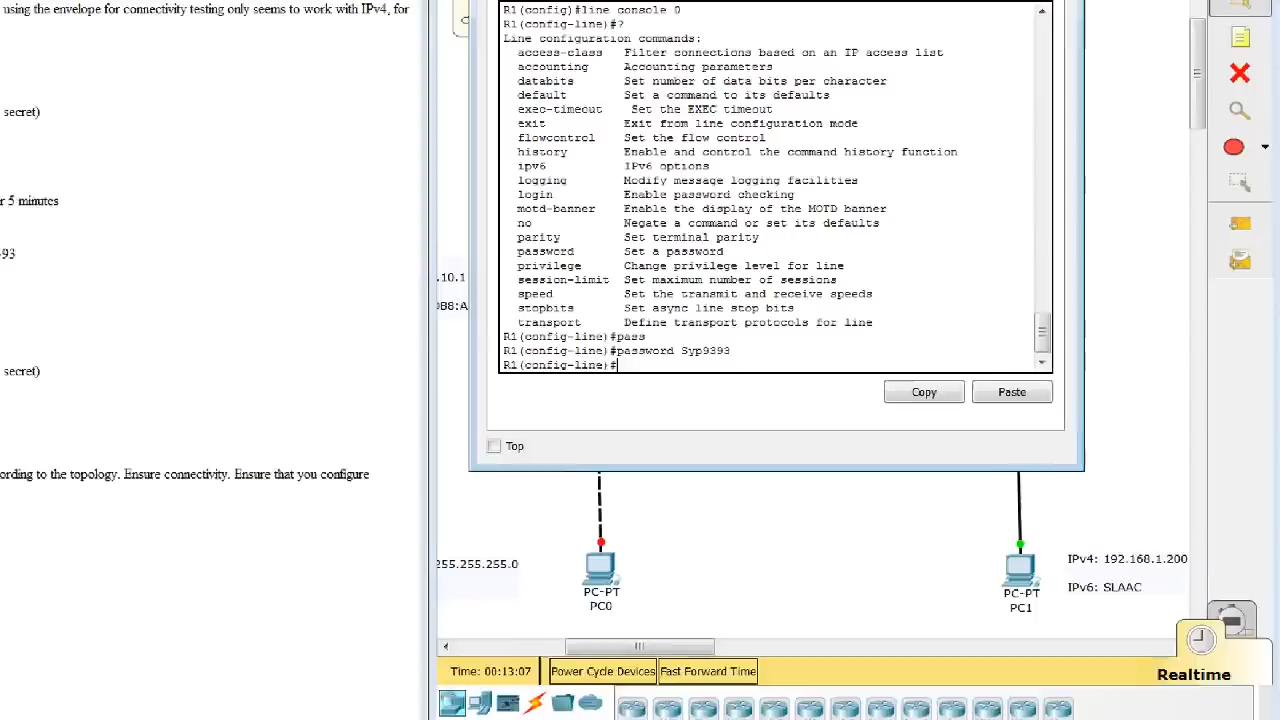 using the envelope for connectivity testing only seems to work with IPv4, for
secret)
r 5 minutes
93
secret)
ording to the topology. Ensure connectivity. Ensure that you configure
R1(config)#line console 0
R1(config-line)#?
Line configuration commands:
access-class Filter connections based on an IP access list
accounting Accounting parameters
databits Set number of data bits per character
default Set a command to its defaults
exec-timeout Set the EXEC timeout
exit Exit from line configuration mode
flowcontrol Set the flow control
history Enable and control the command history function
ipv6 IPv6 options
logging Modify message logging facilities
login Enable password checking
motd-banner Enable the display of the MOTD banner
no Negate a command or set its defaults
parity Set terminal parity
password Set a password
privilege Change privilege level for line
session-limit Set maximum number of sessions
speed Set the transmit and receive speeds
stopbits Set async line stop bits
transport Define transport protocols for line
R1(config-line)#pass
R1(config-line)#password Syp9393
R1(config-line)#
Copy Paste
Top
.10.1
0B8:A
255.255.255.0
PC-PT
PC0
PC-PT
PC1
IPv4: 192.168.1.200
IPv6: SLAAC
Time: 00:13:07 Power Cycle Devices Fast Forward Time
Realtime